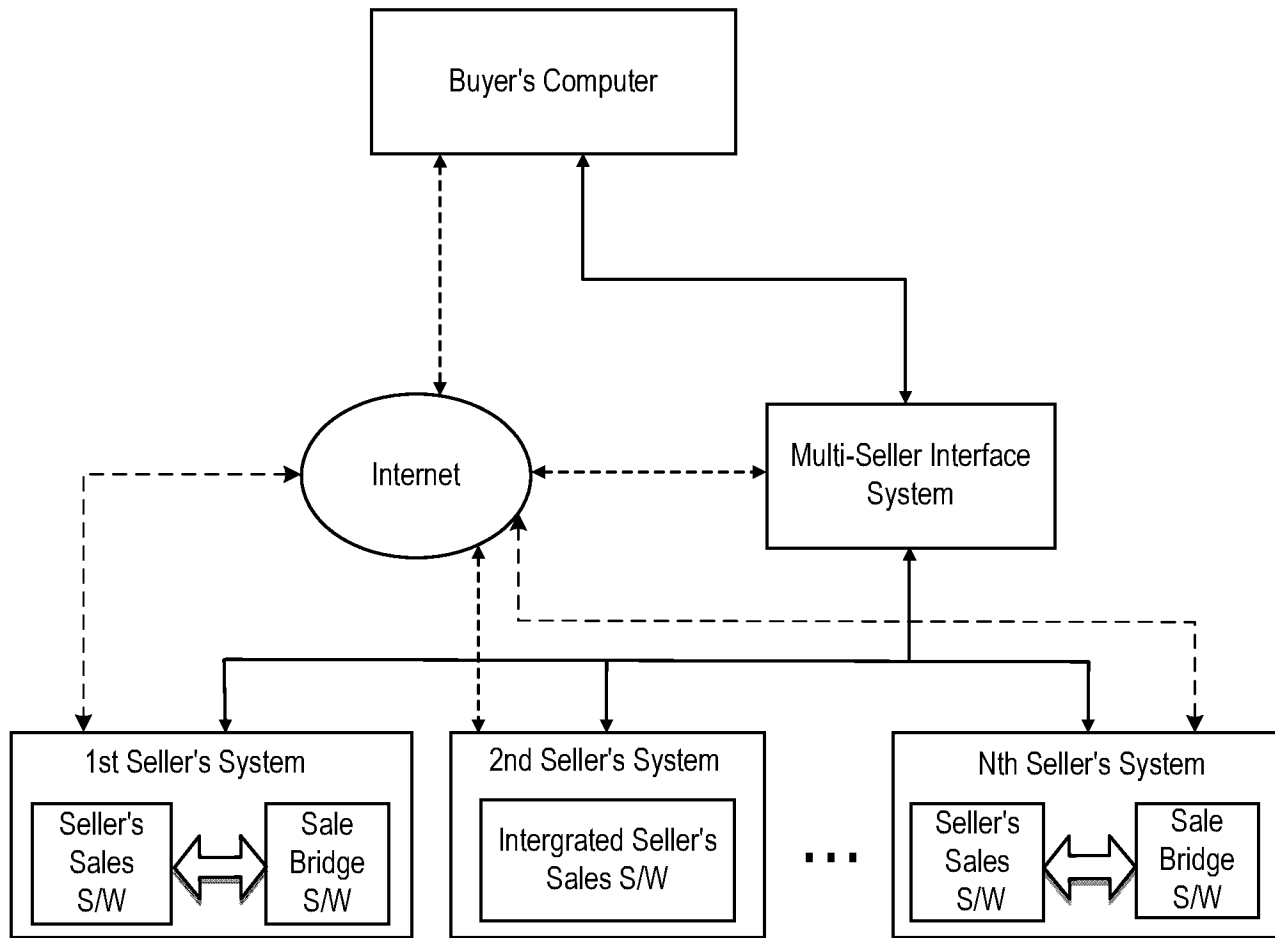 Buyer's Computer
Internet
Multi-Seller Interface
System
1st Seller's System
Seller's
Sales
S/W
Sale
Bridge
S/W
2nd Seller's System
Intergrated Seller's
Sales S/W
...
Nth Seller's System
Seller's
Sales
S/W
Sale
Bridge
S/W